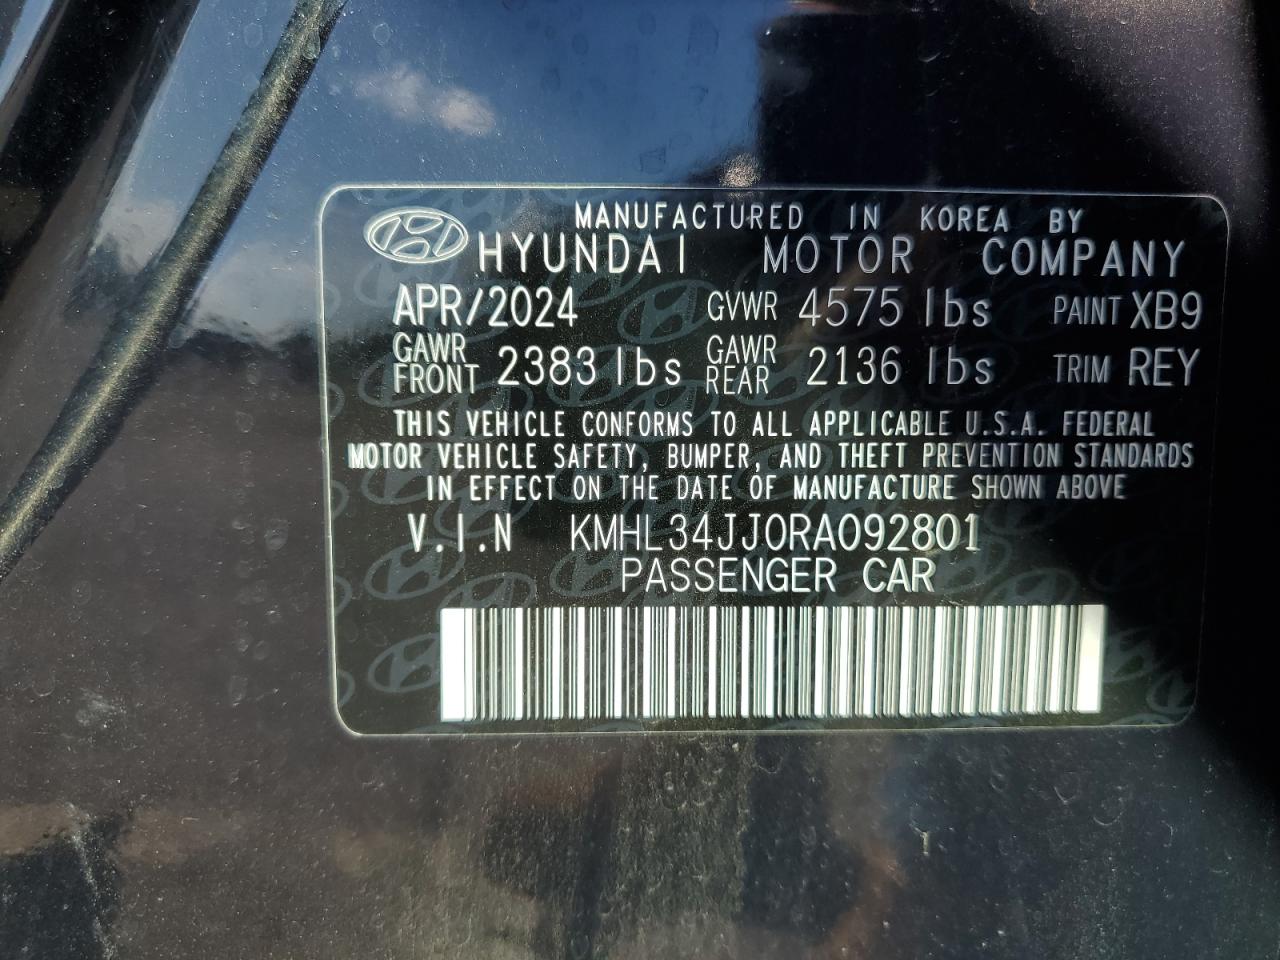 MANUFACTURED IN KOREA BY
HYUNDAI MOTOR COMPANY
APR/2024 GVWR 4575 lbs PAINT XB9
GAWR FRONT 2383 lbs GAWR REAR 2136 lbs TRIM REY
THIS VEHICLE CONFORMS TO ALL APPLICABLE U.S.A. FEDERAL
MOTOR VEHICLE SAFETY, BUMPER, AND THEFT PREVENTION STANDARDS
IN EFFECT ON THE DATE OF MANUFACTURE SHOWN ABOVE
V.I.N KMHL34JJ0RA092801
PASSENGER CAR